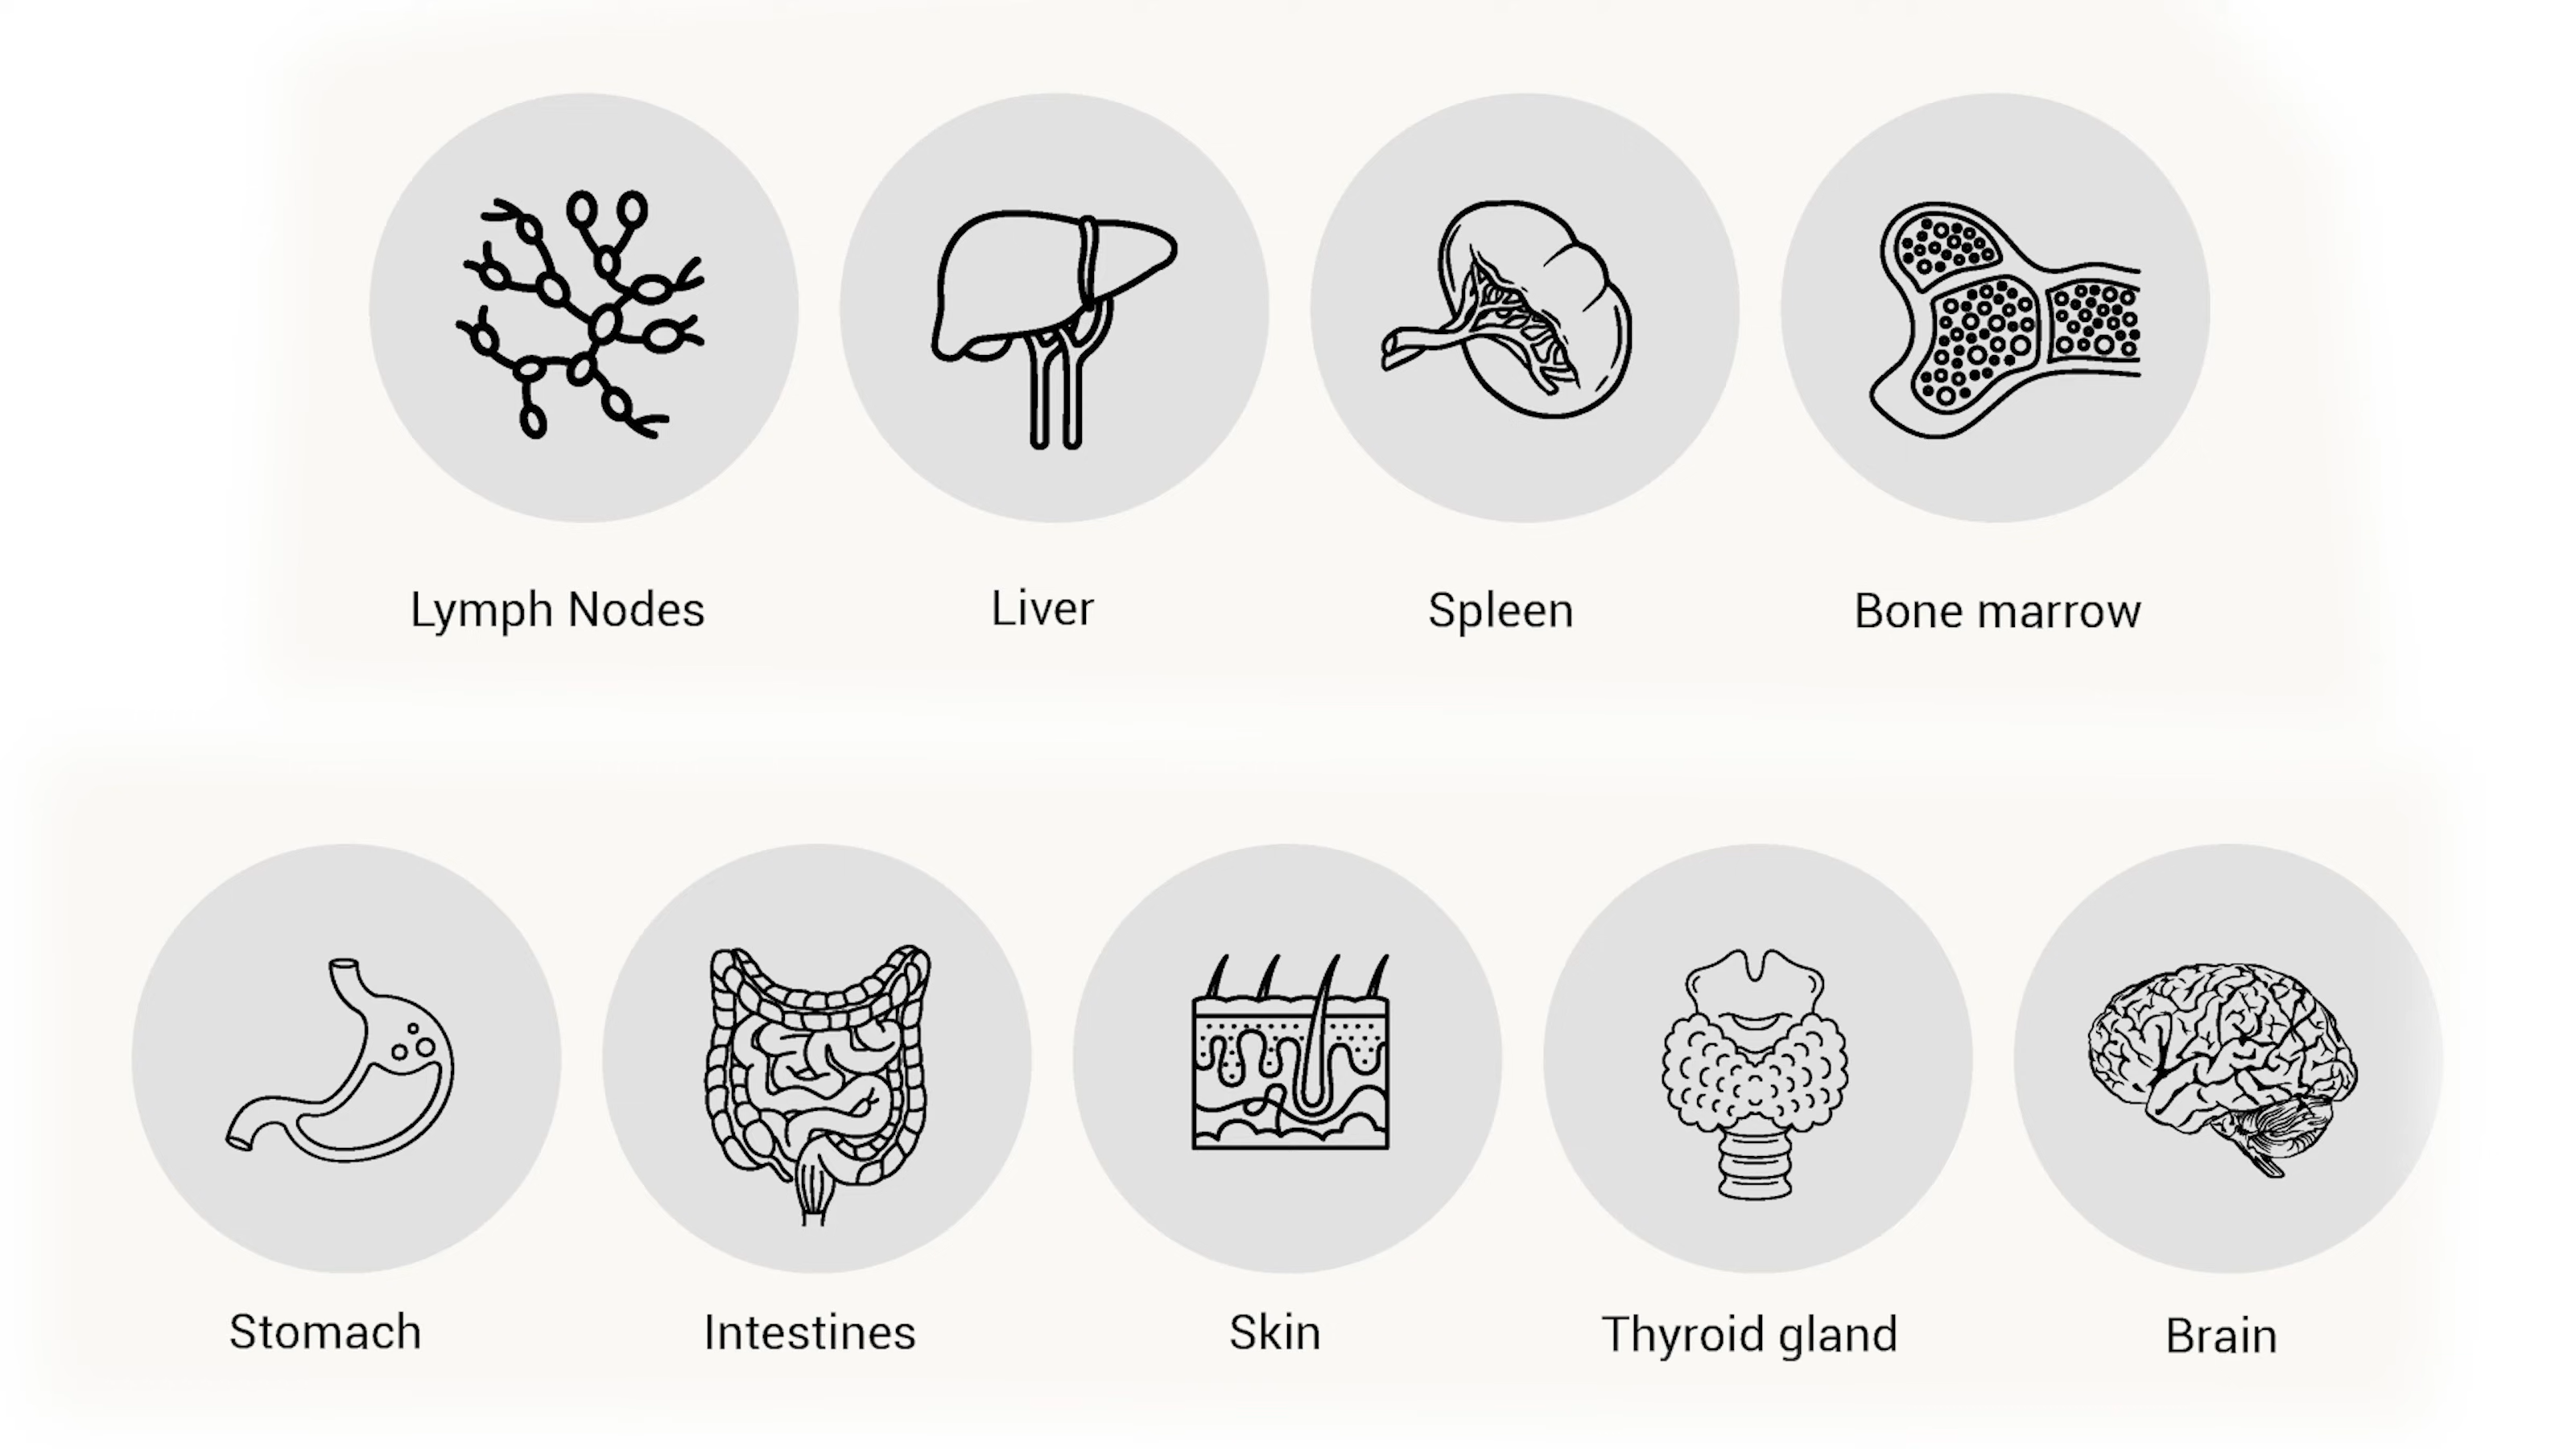 Lymph Nodes
Liver
Spleen
Bone marrow
Stomach
Intestines
Skin
Thyroid gland
Brain